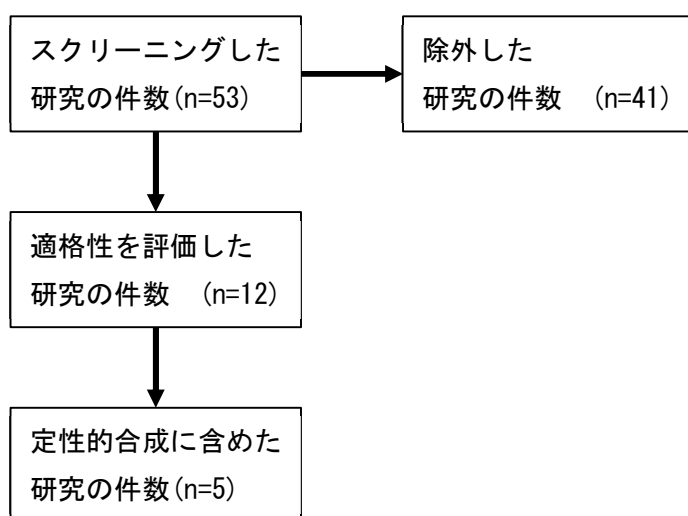 スクリーニングした
研究の件数(n=53)
除外した
研究の件数　(n=41)
適格性を評価した
研究の件数　(n=12)
定性的合成に含めた
研究の件数(n=5)